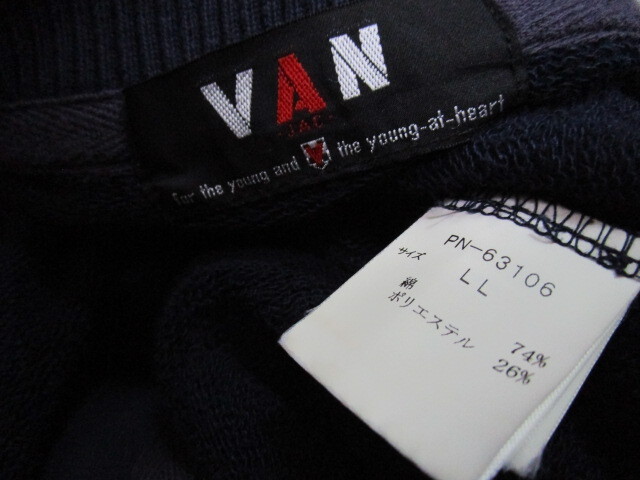 VAN
JAC
for the young and the young-at-heart
PN-63106
サイズ LL
綿 74%
ポリエステル 26%